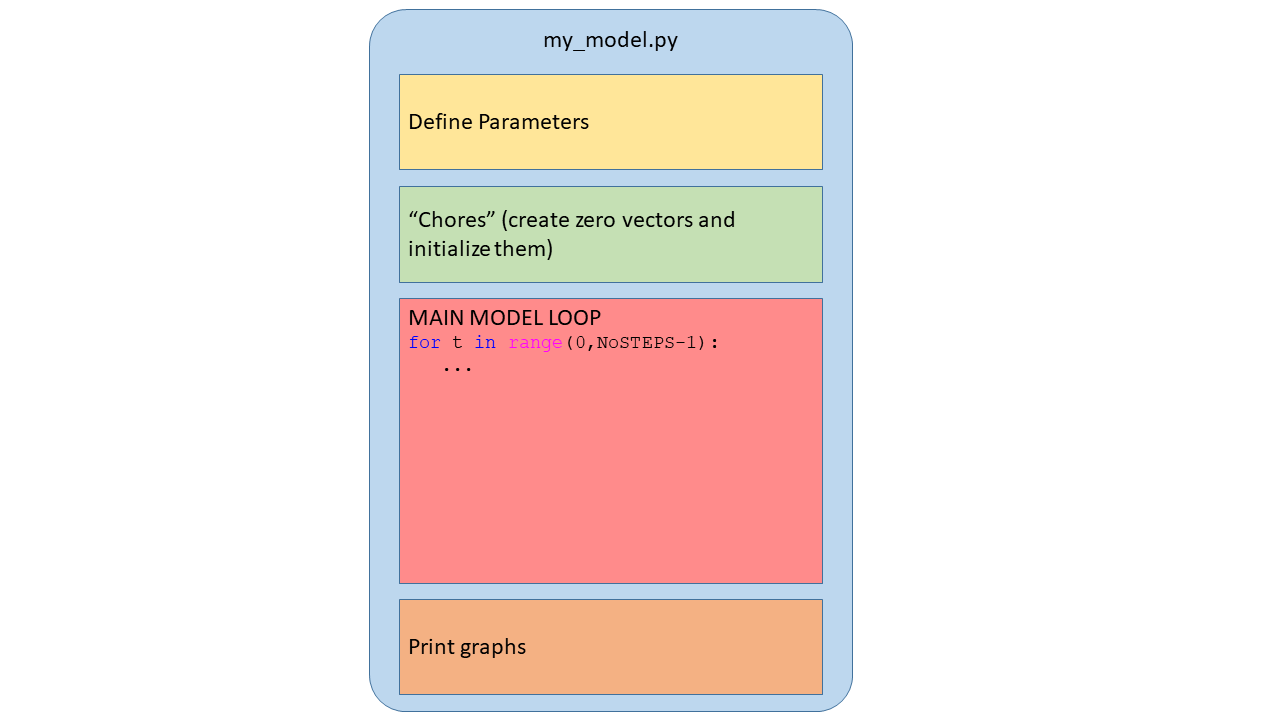 my_model.py
Define Parameters
“Chores” (create zero vectors and
initialize them)
MAIN MODEL LOOP
for t in range(0,NoSTEPS-1):
...
Print graphs